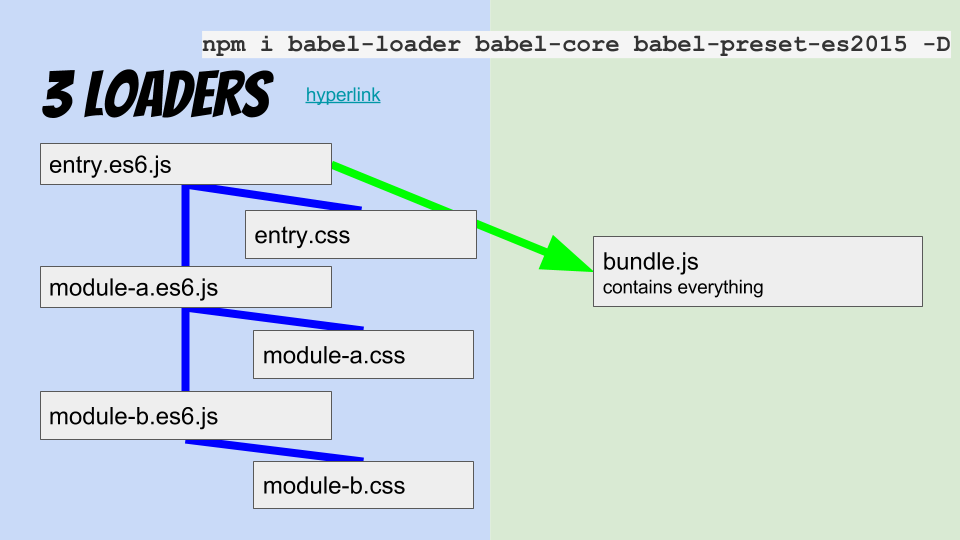 npm i babel-loader babel-core babel-preset-es2015 -D
3 LOADERS
hyperlink
entry.es6.js
entry.css
bundle.js
contains everything
module-a.es6.js
module-a.css
module-b.es6.js
module-b.css